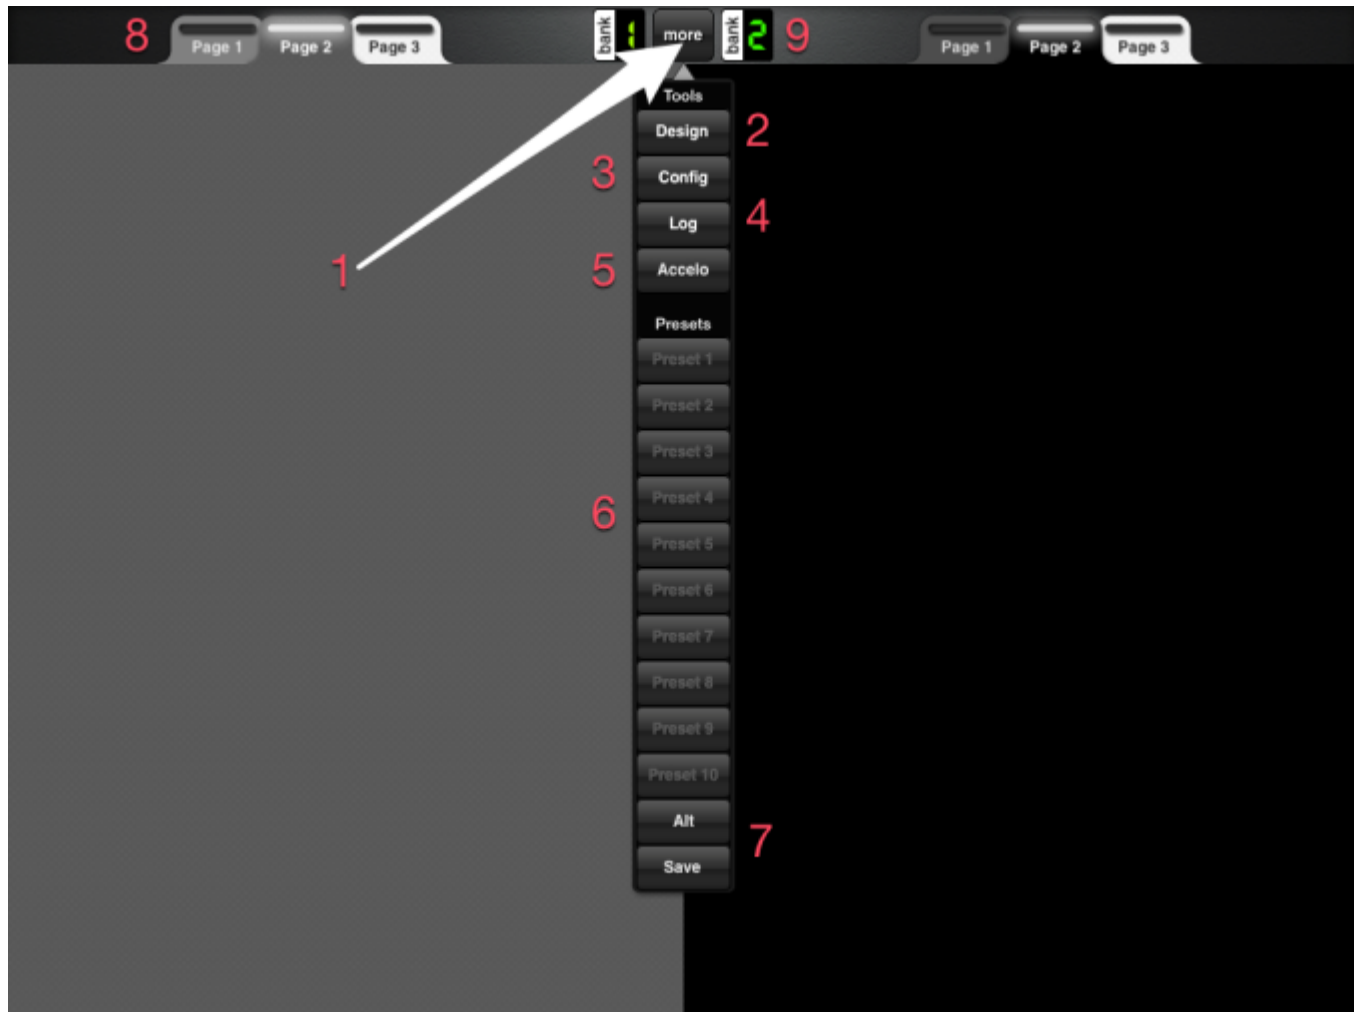 8 Page 1 Page 2 Page 3 bank 1 more bank 2 9 Page 1 Page 2 Page 3
Tools
Design 2
3 Config
Log 4
1 5 Accelo
Presets
Preset 1
Preset 2
Preset 3
6 Preset 4
Preset 5
Preset 6
Preset 7
Preset 8
Preset 9
Preset 10
Alt 7
Save